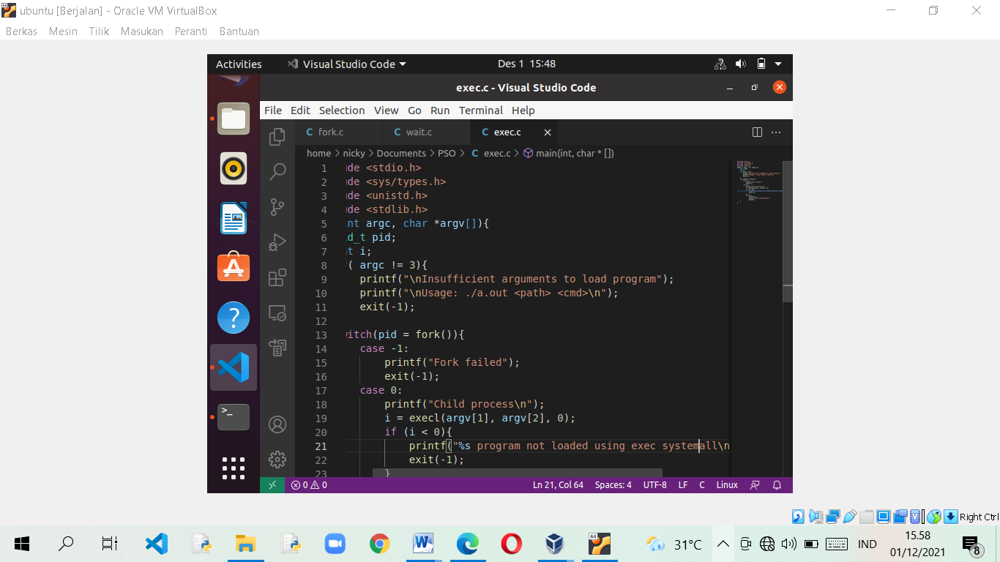 ubuntu [Berjalan] - Oracle VM VirtualBox
Berkas Mesin Tilik Masukan Peranti Bantuan
Activities Visual Studio Code Des 1 15:48
exec.c - Visual Studio Code
File Edit Selection View Go Run Terminal Help
C fork.c C wait.c C exec.c
home > nicky > Documents > PSO > C exec.c > main(int, char * [])
1 ude <stdio.h>
2 ude <sys/types.h>
3 ude <unistd.h>
4 ude <stdlib.h>
5 int argc, char *argv[]){
6 d_t pid;
7 t i;
8 ( argc != 3){
9 printf("\nInsufficient arguments to load program");
10 printf("\nUsage: ./a.out <path> <cmd>\n");
11 exit(-1);
12
13 witch(pid = fork()){
14 case -1:
15 printf("Fork failed");
16 exit(-1);
17 case 0:
18 printf("Child process\n");
19 i = execl(argv[1], argv[2], 0);
20 if (i < 0){
21 printf("%s program not loaded using exec systemall\n
22 exit(-1);
23 }
0 0 Ln 21, Col 64 Spaces: 4 UTF-8 LF C Linux
Right Ctrl
64
31°C IND 15.58
01/12/2021
8